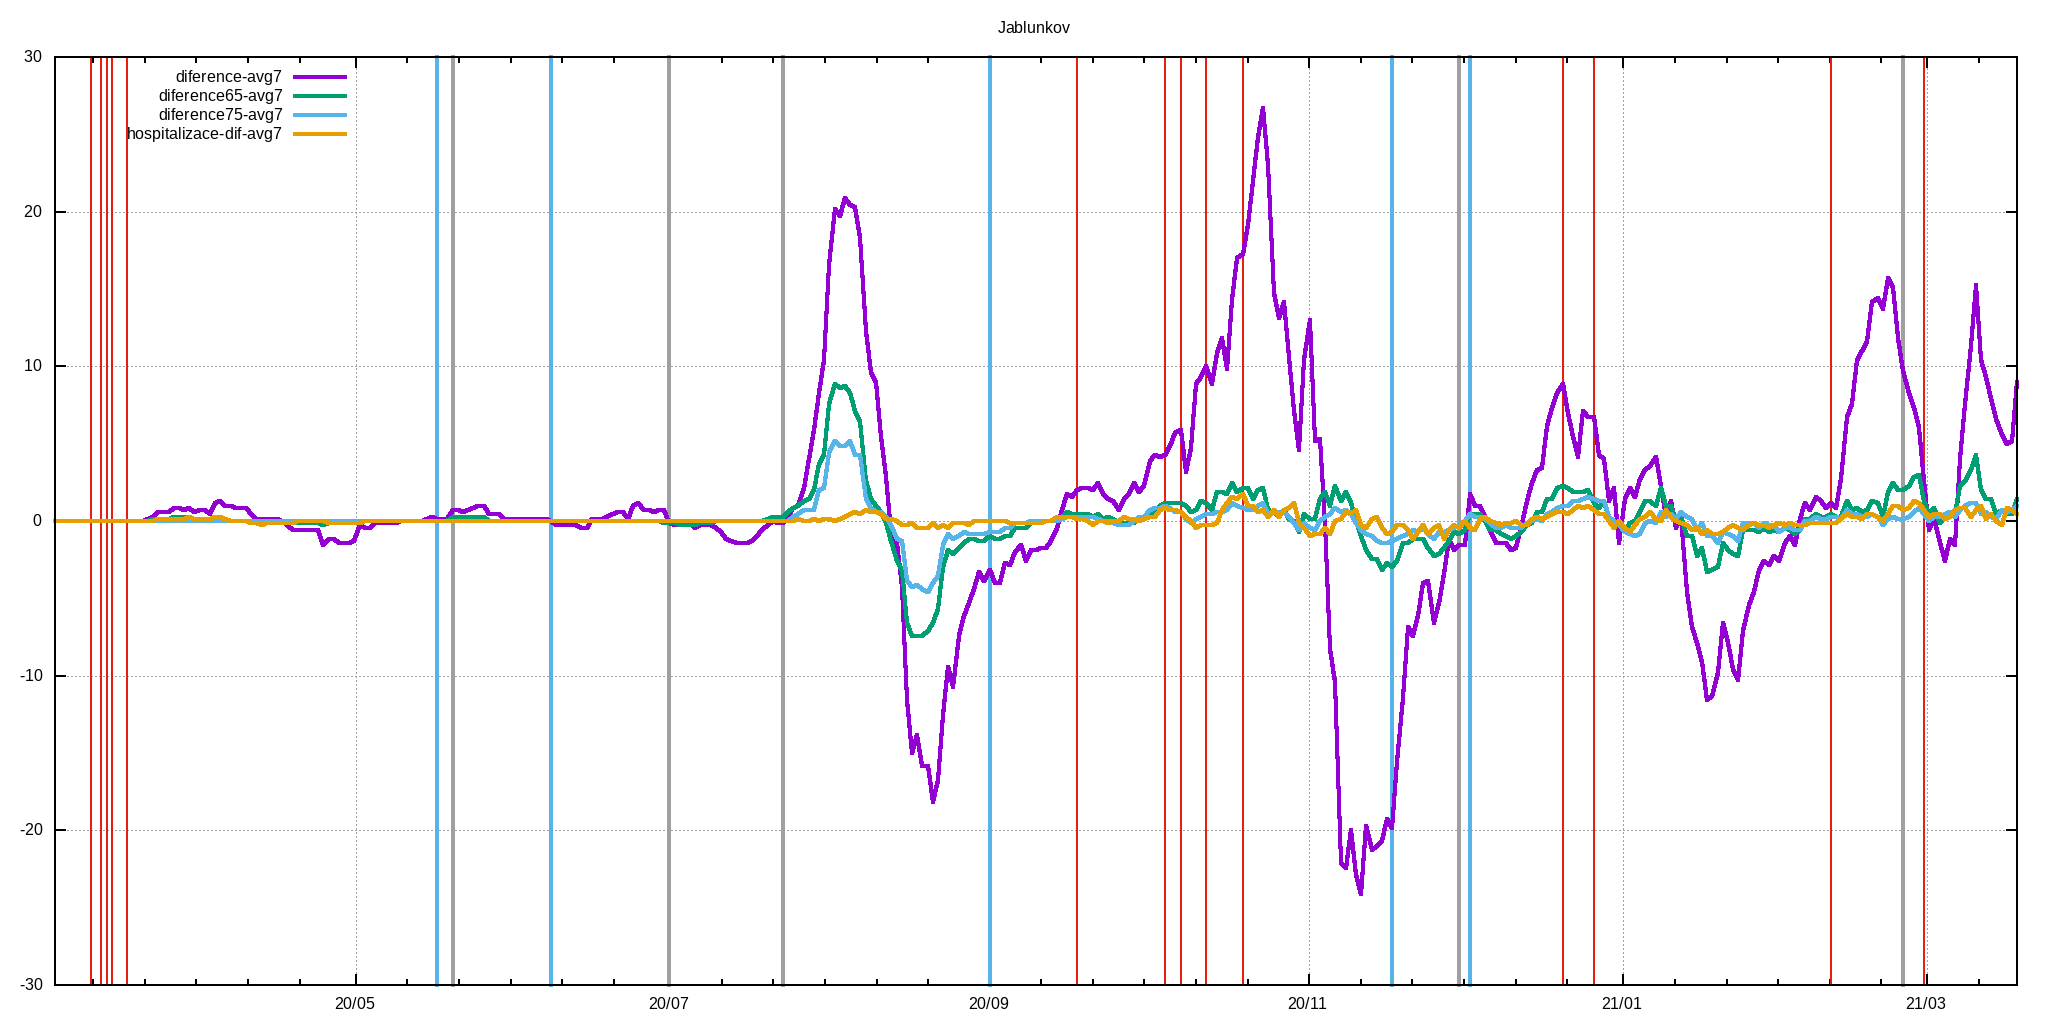 Jablunkov
30
20
10
0
-10
-20
-30
diference-avg7
diference65-avg7
diference75-avg7
hospitalizace-dif-avg7
20/05
20/07
20/09
20/11
21/01
21/03